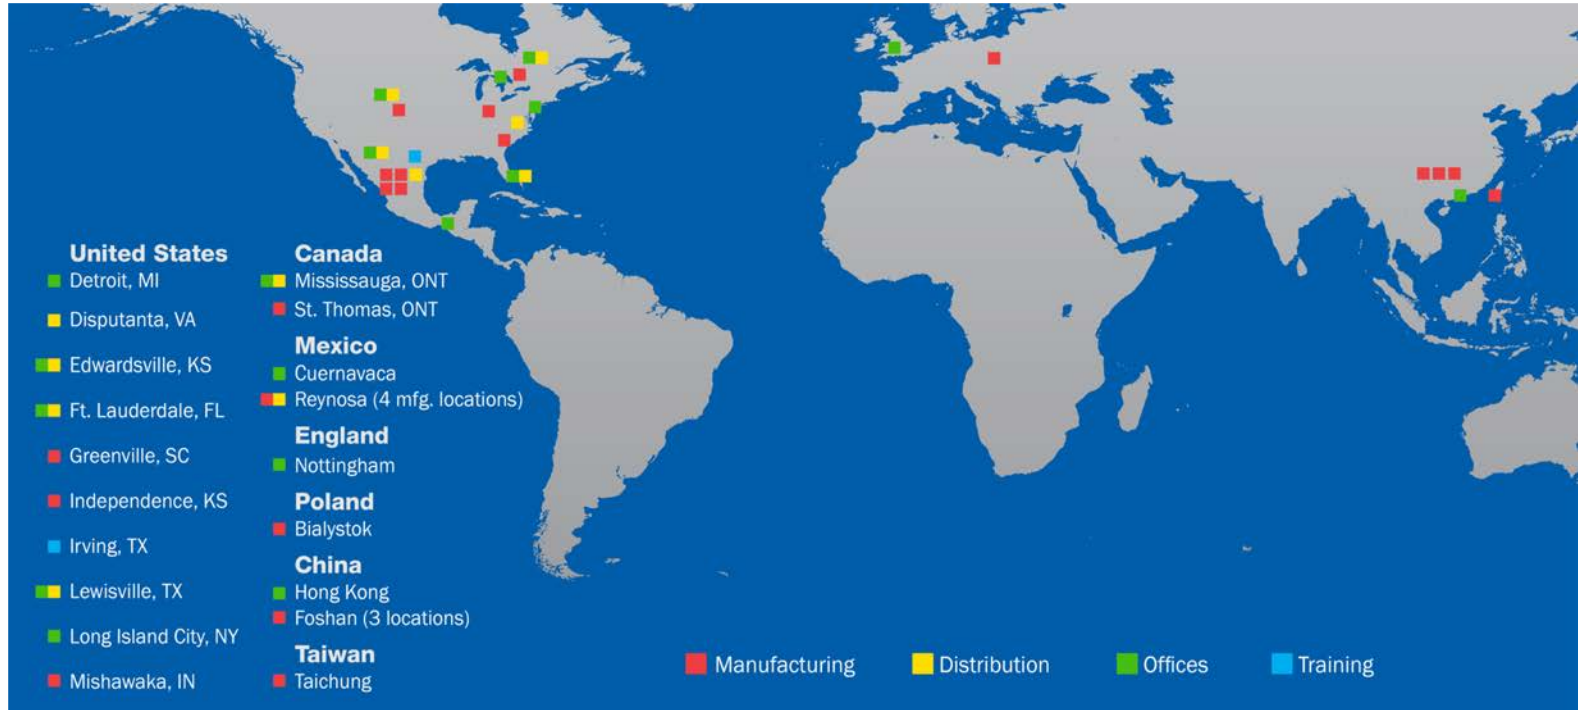 United States
Detroit, MI
Disputanta, VA
Edwardsville, KS
Ft. Lauderdale, FL
Greenville, SC
Independence, KS
Irving, TX
Lewisville, TX
Long Island City, NY
Mishawaka, IN
Canada
Mississauga, ONT
St. Thomas, ONT
Mexico
Cuernavaca
Reynosa (4 mfg. locations)
England
Nottingham
Poland
Bialystok
China
Hong Kong
Foshan (3 locations)
Taiwan
Taichung
Manufacturing
Distribution
Offices
Training